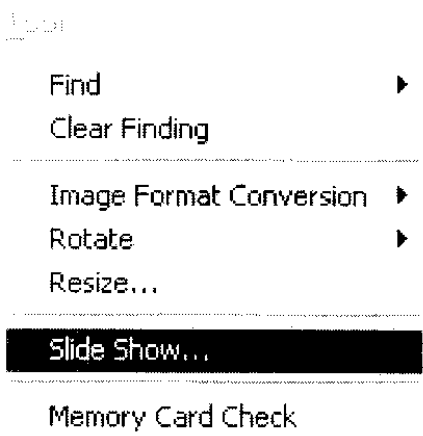 Find
Clear Finding
Image Format Conversion
Rotate
Resize...
Slide Show...
Memory Card Check